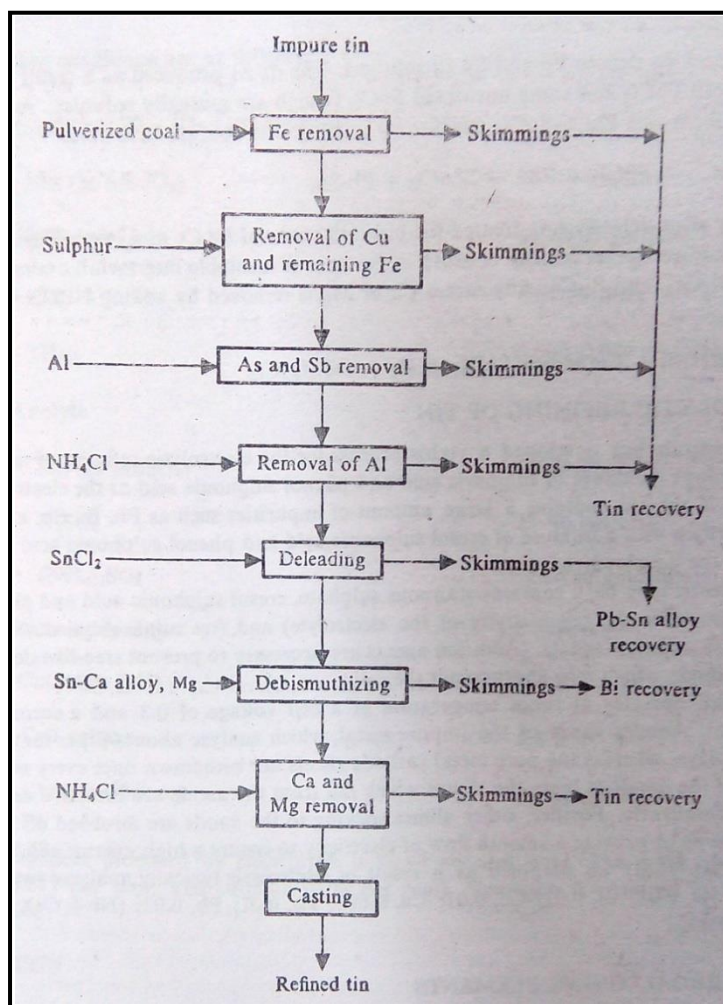 Impure tin
Pulverized coal Fe removal Skimmings
Sulphur Removal of Cu and remaining Fe Skimmings
Al As and Sb removal Skimmings
NH₄Cl Removal of Al Skimmings
Tin recovery
SnCl₂ Deleading Skimmings
Pb-Sn alloy
recovery
Sn-Ca alloy, Mg Debismuthizing Skimmings Bi recovery
NH₄Cl Ca and Mg removal Skimmings Tin recovery
Casting
Refined tin